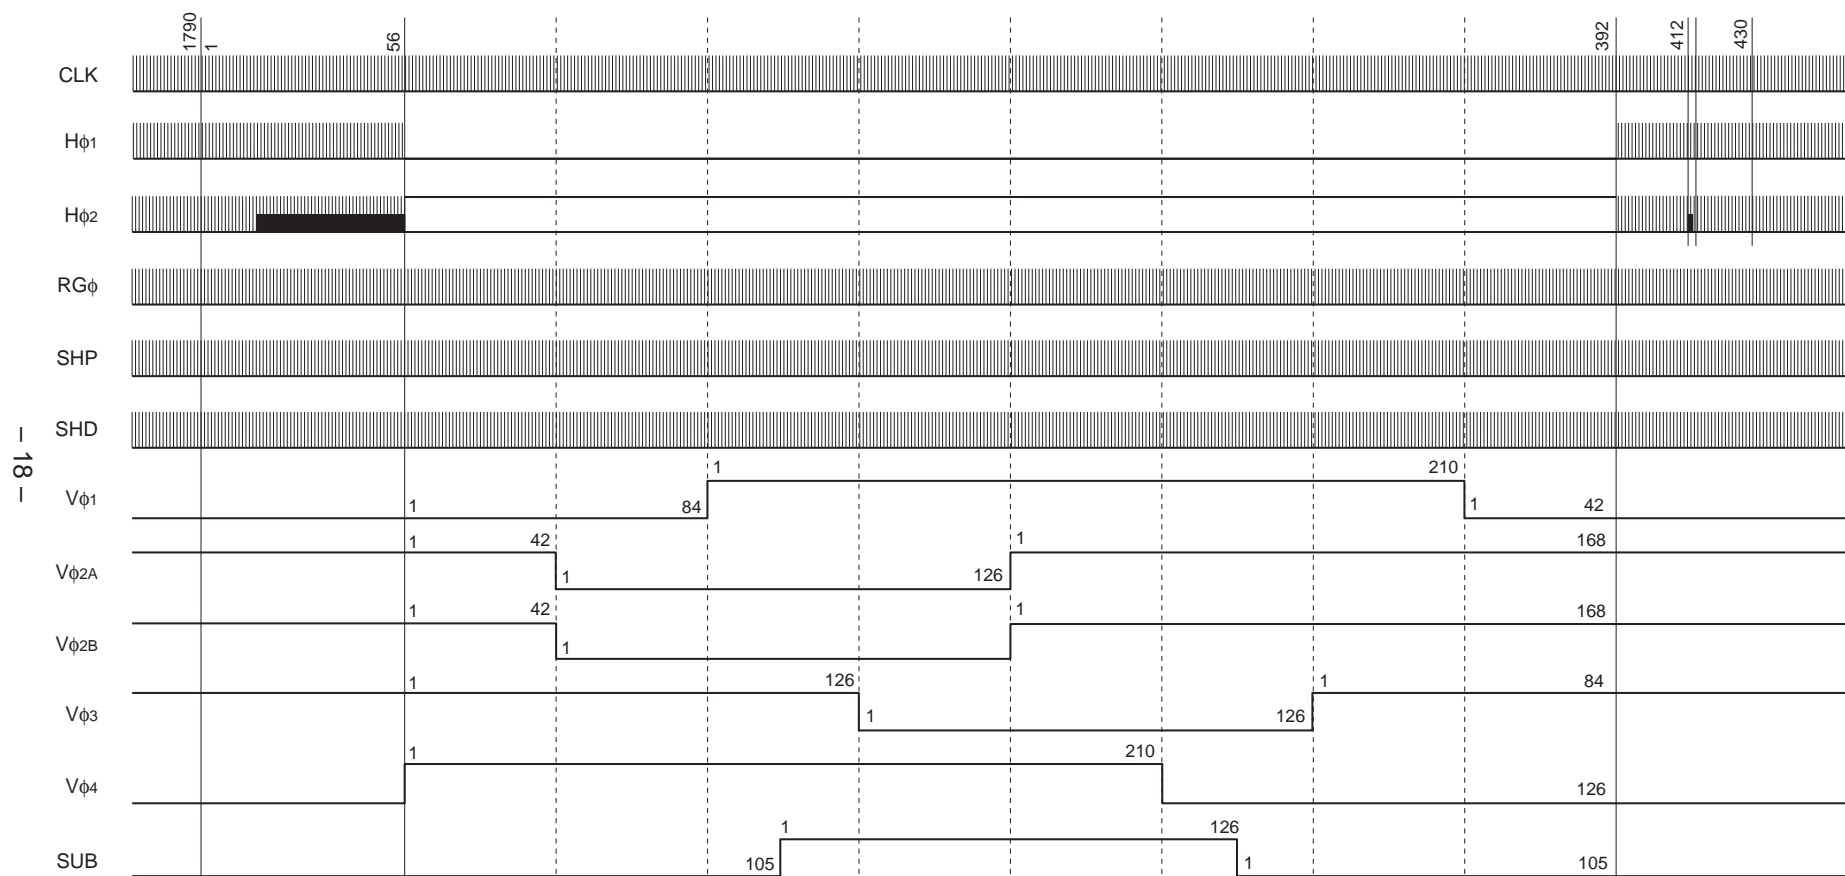 1790 1 56 392 412 430
CLK
Hφ1
Hφ2
RGφ
SHP
SHD
– 18 –
1 210
Vφ1 1 84 1 42
1 42 1 168
Vφ2A 1 126
1 42 1 168
Vφ2B 1
1 126 1 84
Vφ3 1 126
1 210
Vφ4 126
1 126
SUB 105 1 105